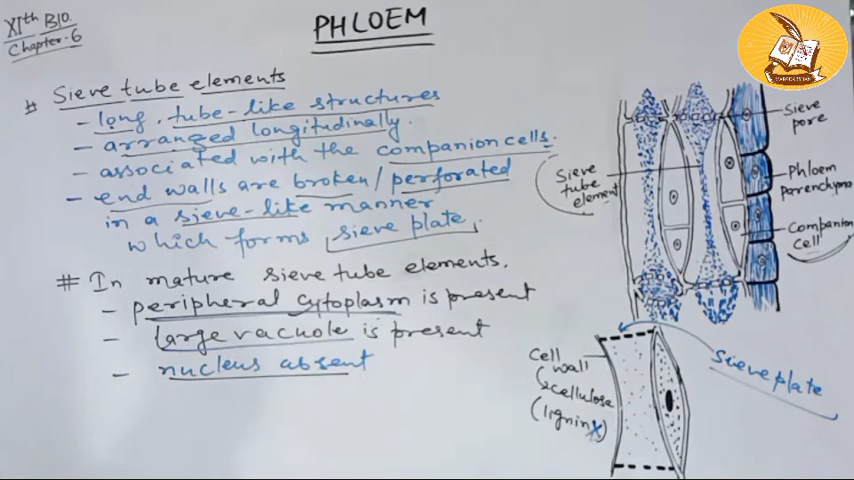 XIth BIO.
Chapter-6
PHLOEM
# Sieve tube elements
- long, tube-like structures
- arranged longitudinally.
- associated with the companion cells.
- end walls are broken/perforated
in a sieve-like manner
which forms sieve plate.
# In mature sieve tube elements.
- peripheral cytoplasm is present
- large vacuole is present
- nucleus absent
Sieve
pore
Sieve
tube
element
Phloem
parenchyma
Companion
cell
Cell
wall
cellulose
(lignin X)
Sieve plate